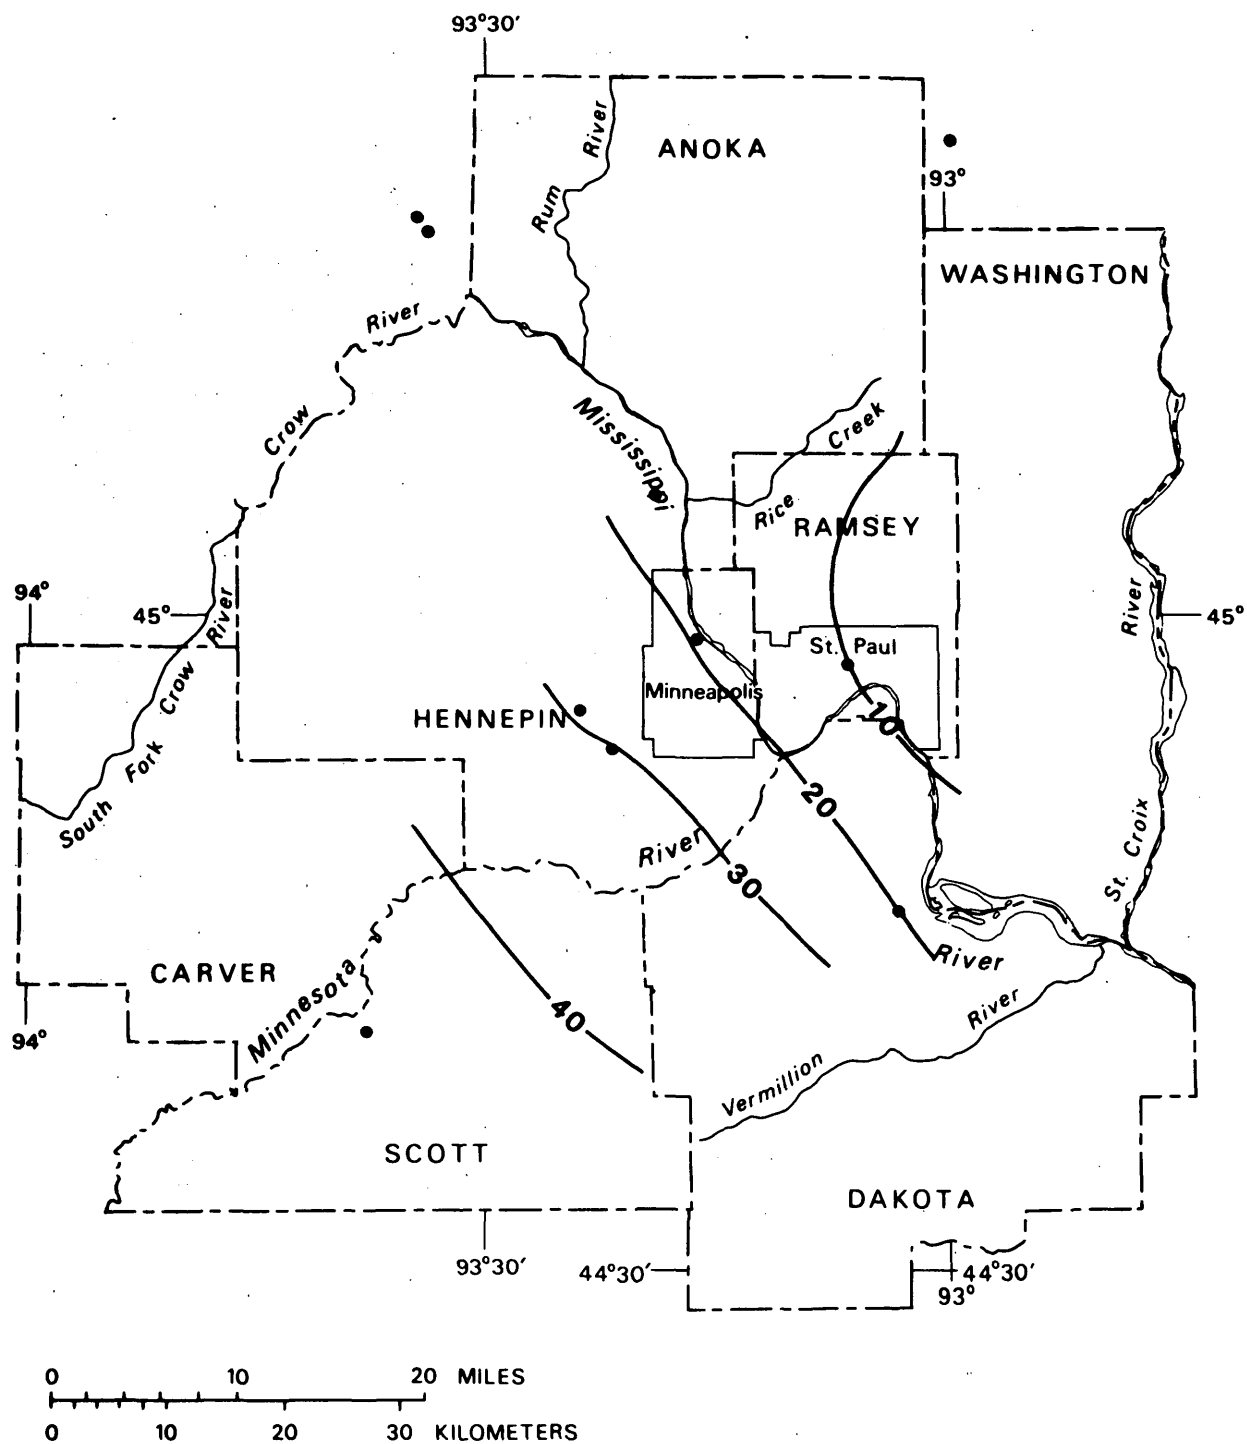 93°30′
River
ANOKA
93°
Rum
WASHINGTON
River
Crow
Mississippi
Creek
Rice
RAMSEY
94°
45°
River
River
45°
St. Paul
Crow
Minneapolis
HENNEPIN
10
Fork
South
20
River
St. Croix
30
River
CARVER
Minnesota
40
River
94°
Vermillion
SCOTT
DAKOTA
93°30′
44°30′
44°30′
93°
0 10 20 MILES
0 10 20 30 KILOMETERS